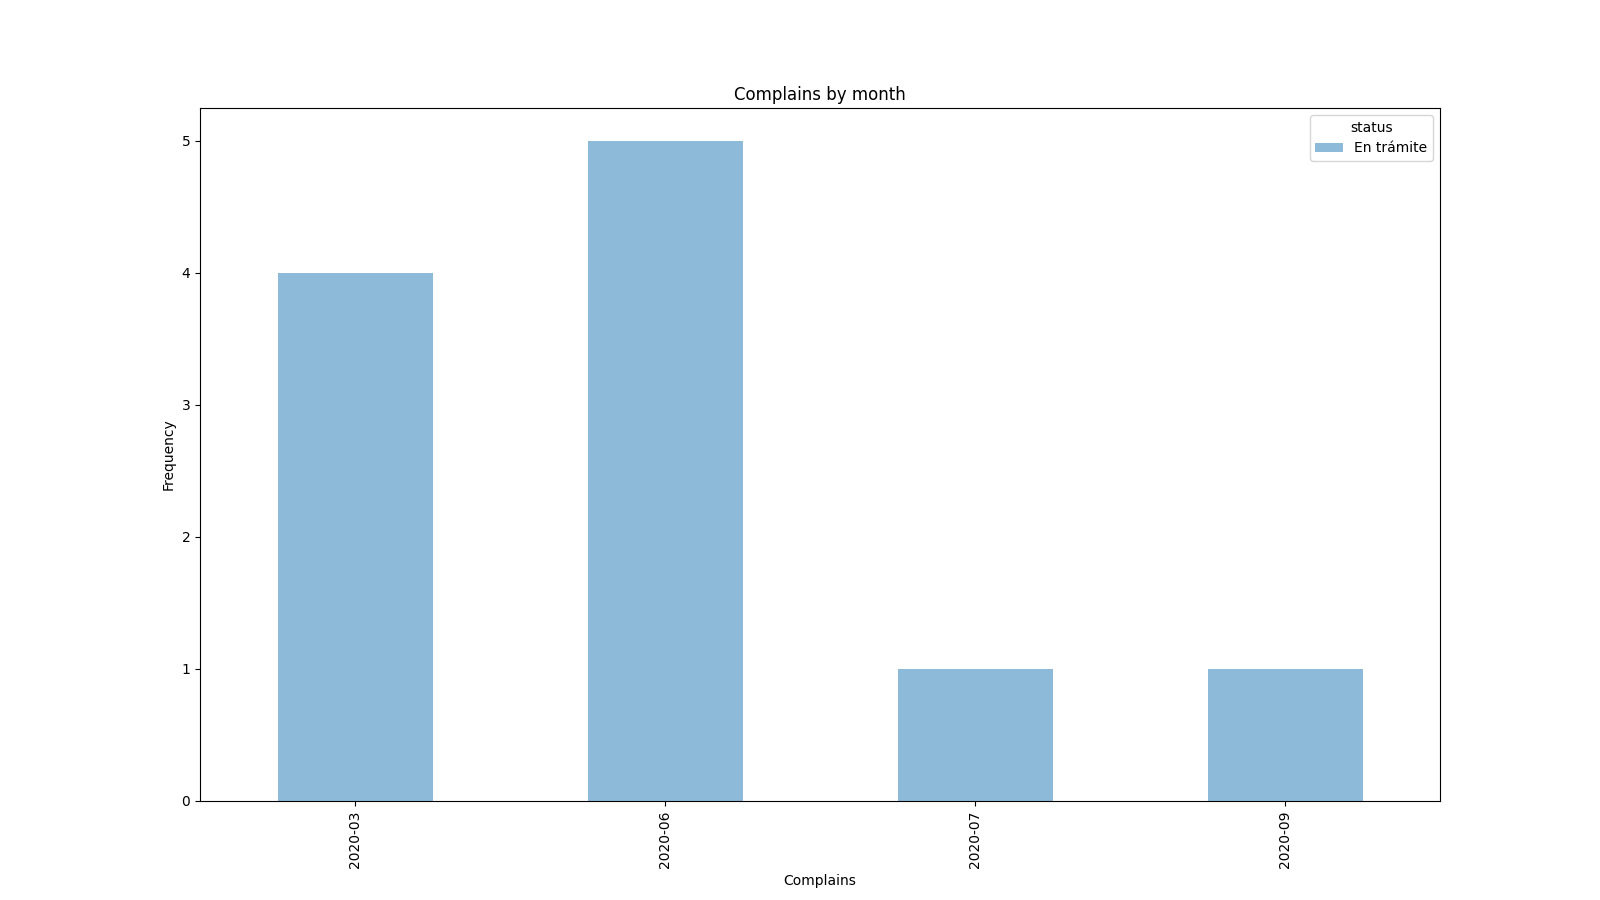 Complains by month
status
En trámite
5
4
3
2
1
0
Frequency
2020-03
2020-06
2020-07
2020-09
Complains